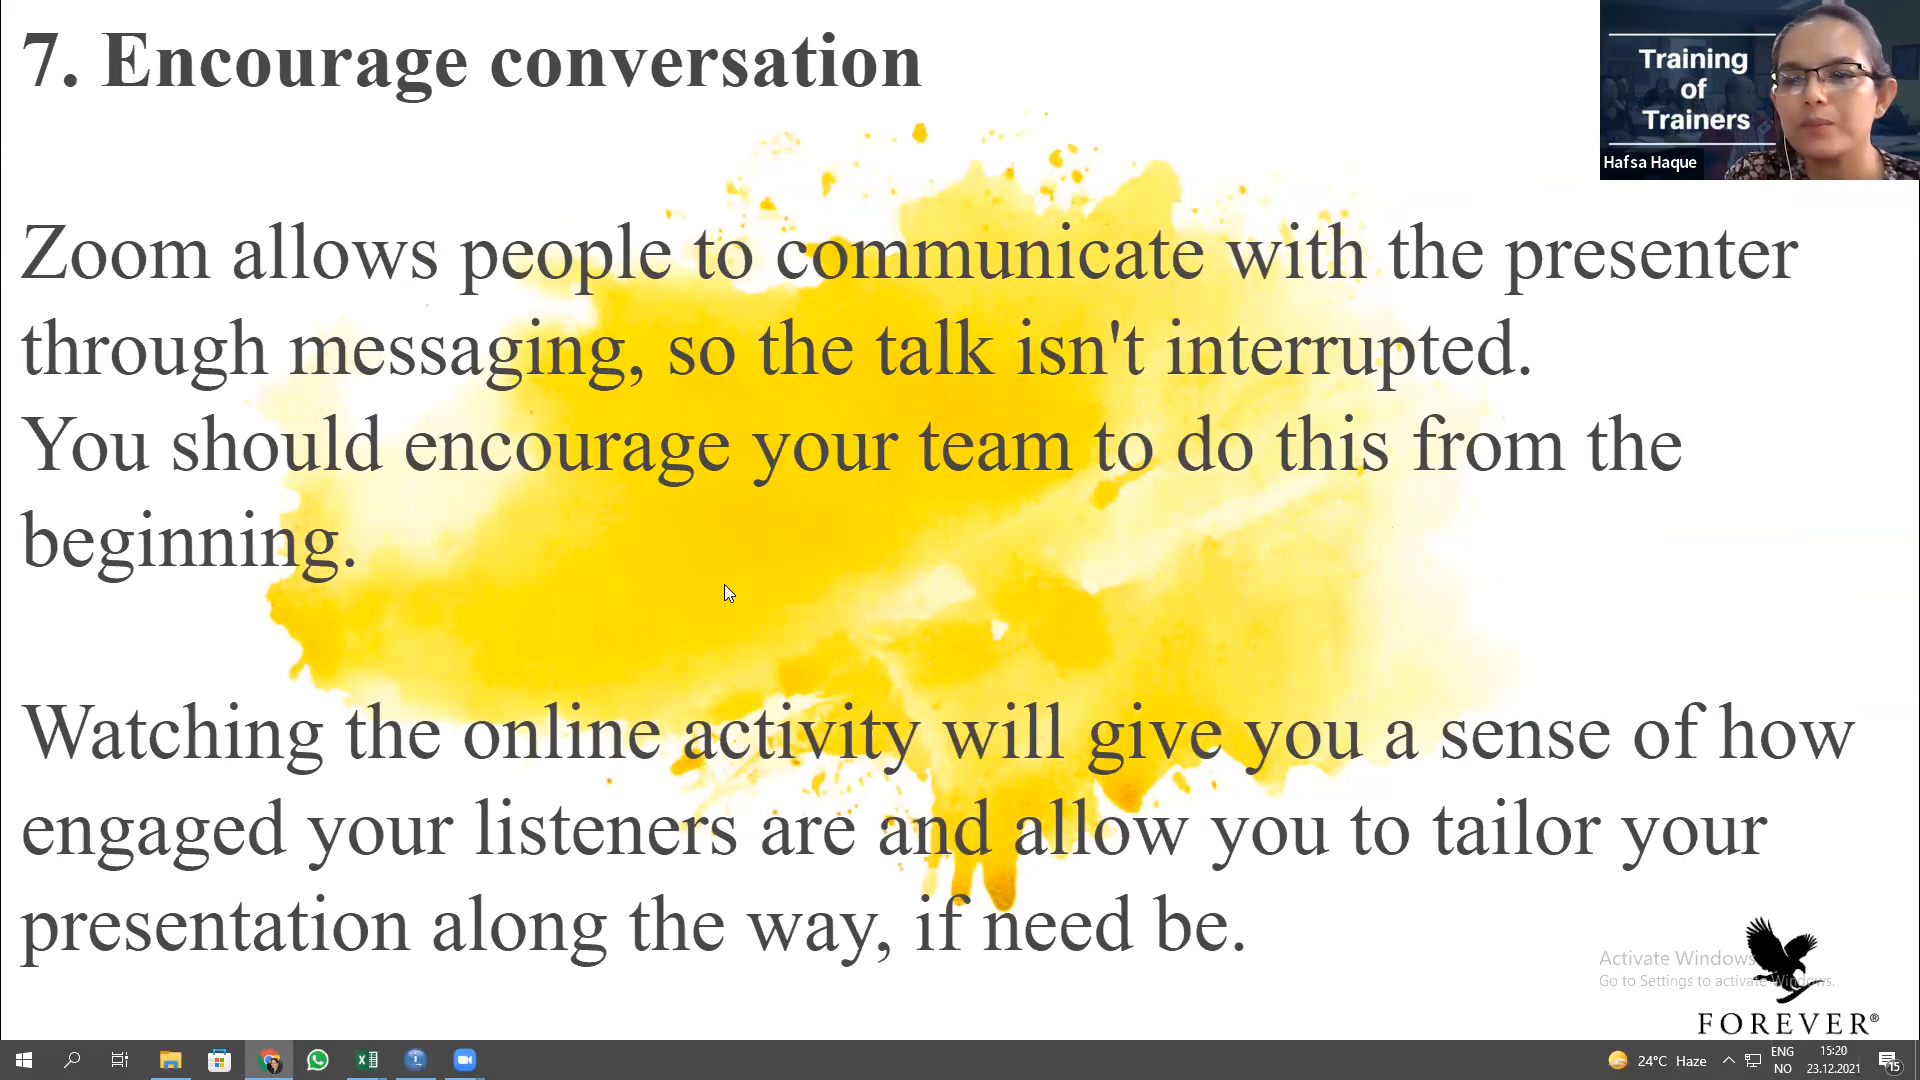 7. Encourage conversation
Training
of
Trainers
Hafsa Haque
Zoom allows people to communicate with the presenter
through messaging, so the talk isn't interrupted.
You should encourage your team to do this from the
beginning.
Watching the online activity will give you a sense of how
engaged your listeners are and allow you to tailor your
presentation along the way, if need be.
Activate Windows
Go to Settings to activate Windows.
FOREVER®
24°C Haze
ENG
NO
15:20
23.12.2021
15